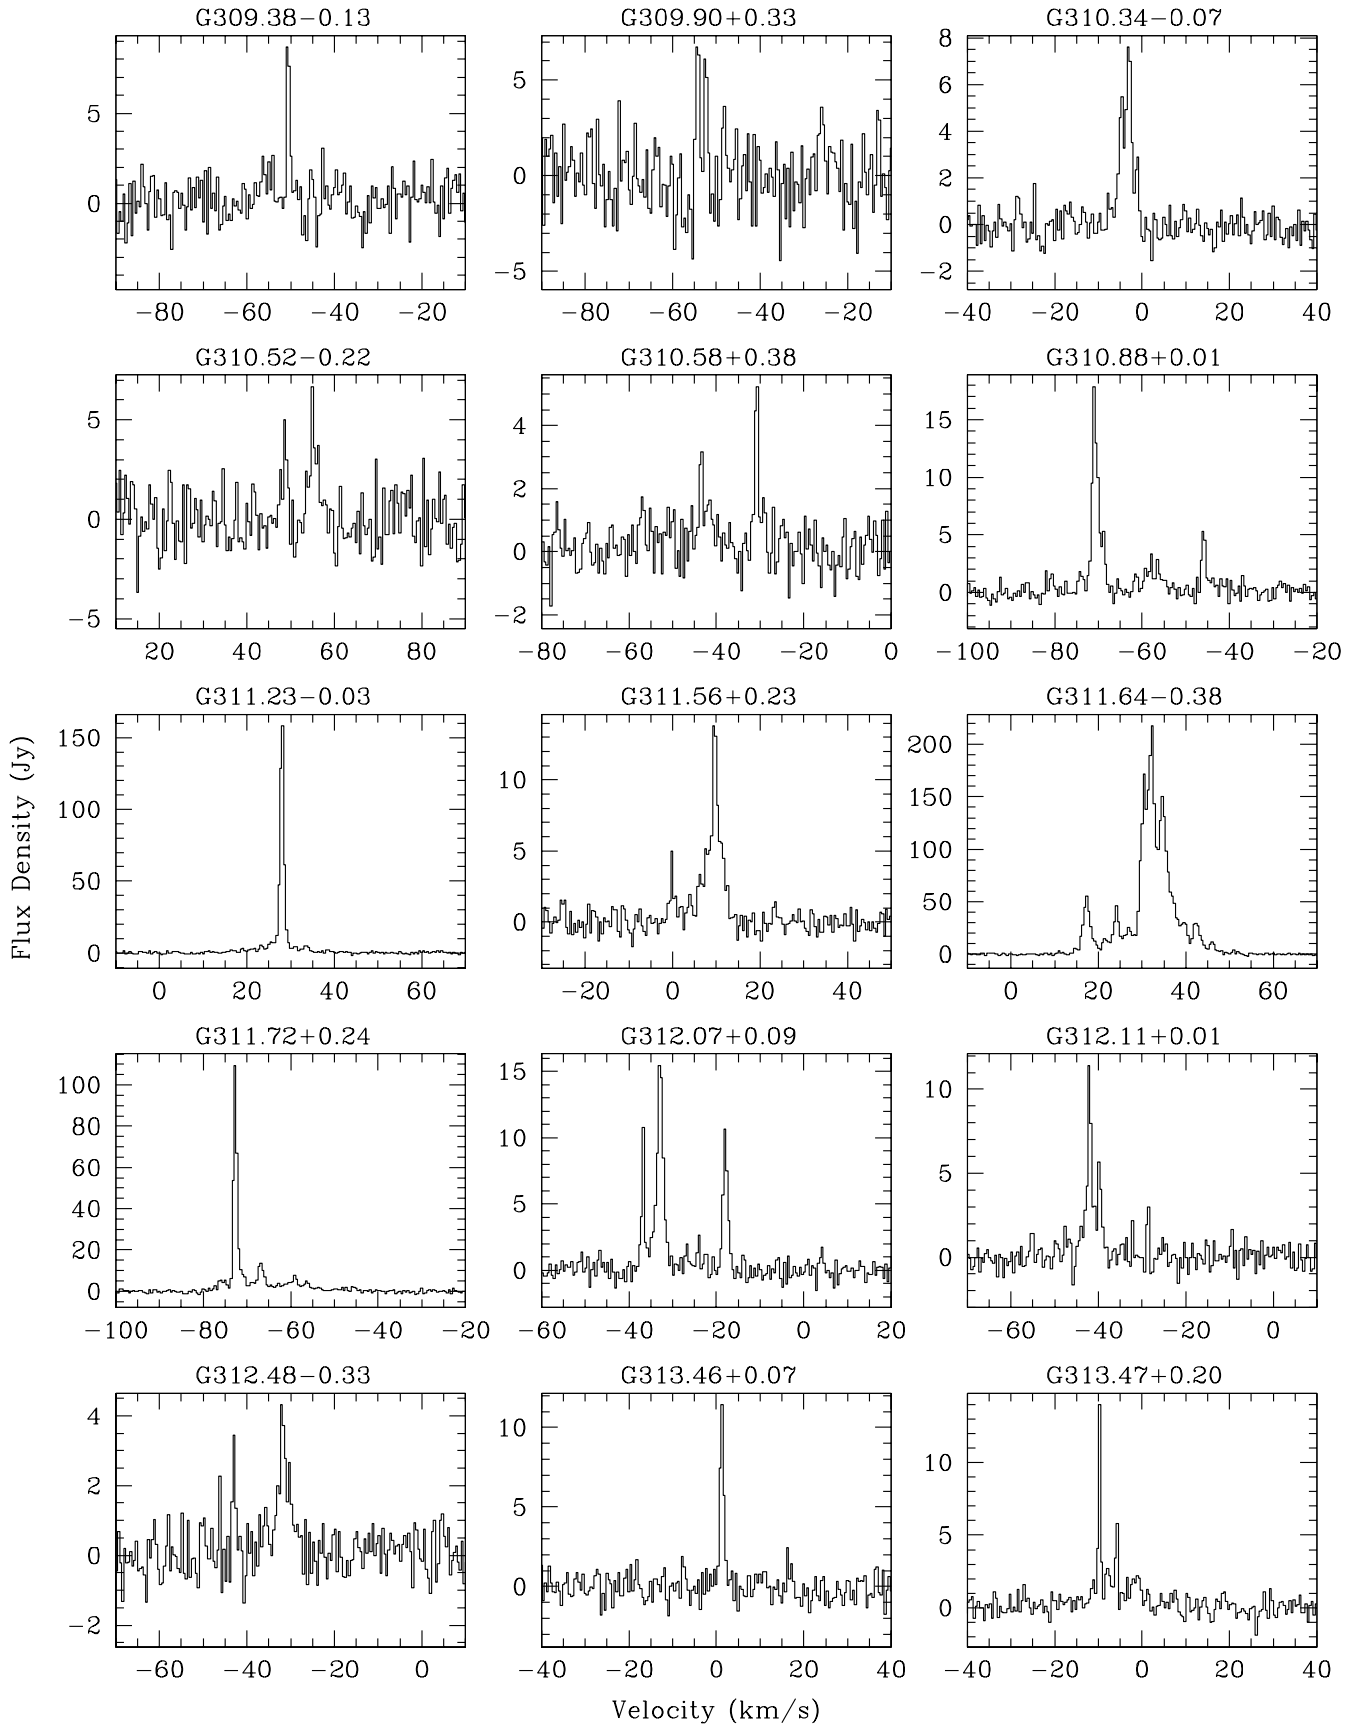 G309.38−0.13 G309.90+0.33 G310.34−0.07
5
0
−80 −60 −40 −20
5
0
−5
−80 −60 −40 −20
8
6
4
2
0
−2
−40 −20 0 20 40
G310.52−0.22 G310.58+0.38 G310.88+0.01
5
0
−5
20 40 60 80
4
2
0
−2
−80 −60 −40 −20 0
15
10
5
0
−100 −80 −60 −40 −20
G311.23−0.03 G311.56+0.23 G311.64−0.38
Flux Density (Jy)
150
100
50
0
0 20 40 60
10
5
0
−20 0 20 40
200
150
100
50
0
0 20 40 60
G311.72+0.24 G312.07+0.09 G312.11+0.01
100
80
60
40
20
0
−100 −80 −60 −40 −20
15
10
5
0
−60 −40 −20 0 20
10
5
0
−60 −40 −20 0
G312.48−0.33 G313.46+0.07 G313.47+0.20
4
2
0
−2
−60 −40 −20 0
10
5
0
−40 −20 0 20 40
10
5
0
−40 −20 0 20 40
Velocity (km/s)